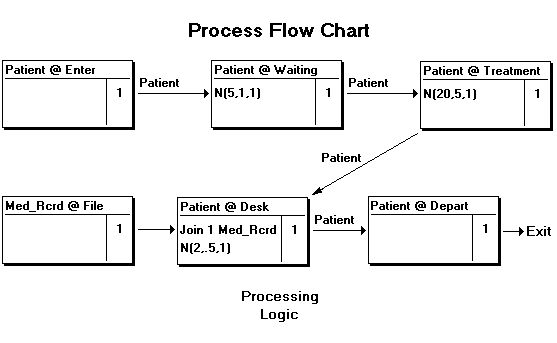 Process Flow Chart
Patient @ Enter
1
Patient
Patient @ Waiting
N(5,1,1)
1
Patient
Patient @ Treatment
N(20,5,1)
1
Patient
Med_Rcrd @ File
1
Patient @ Desk
Join 1 Med_Rcrd
N(2,.5,1)
1
Patient
Patient @ Depart
1
Exit
Processing
Logic